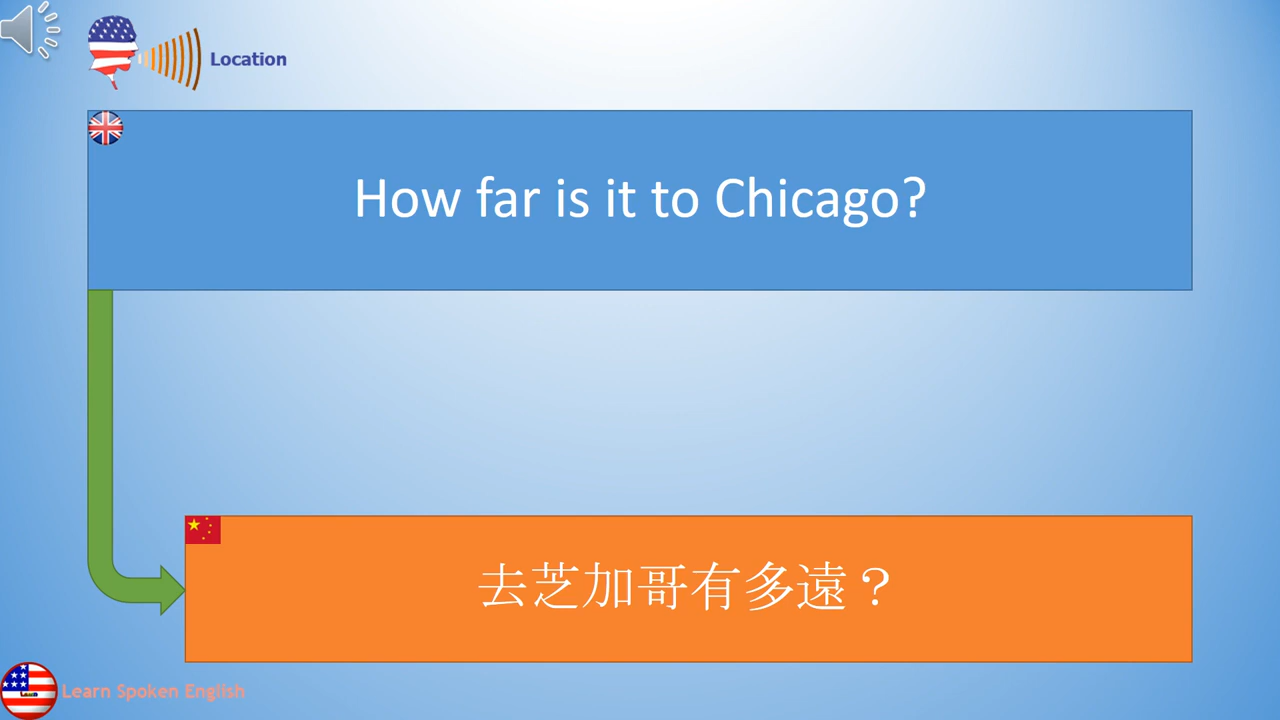 Location
How far is it to Chicago?
去芝加哥有多遠？
Learn Spoken English